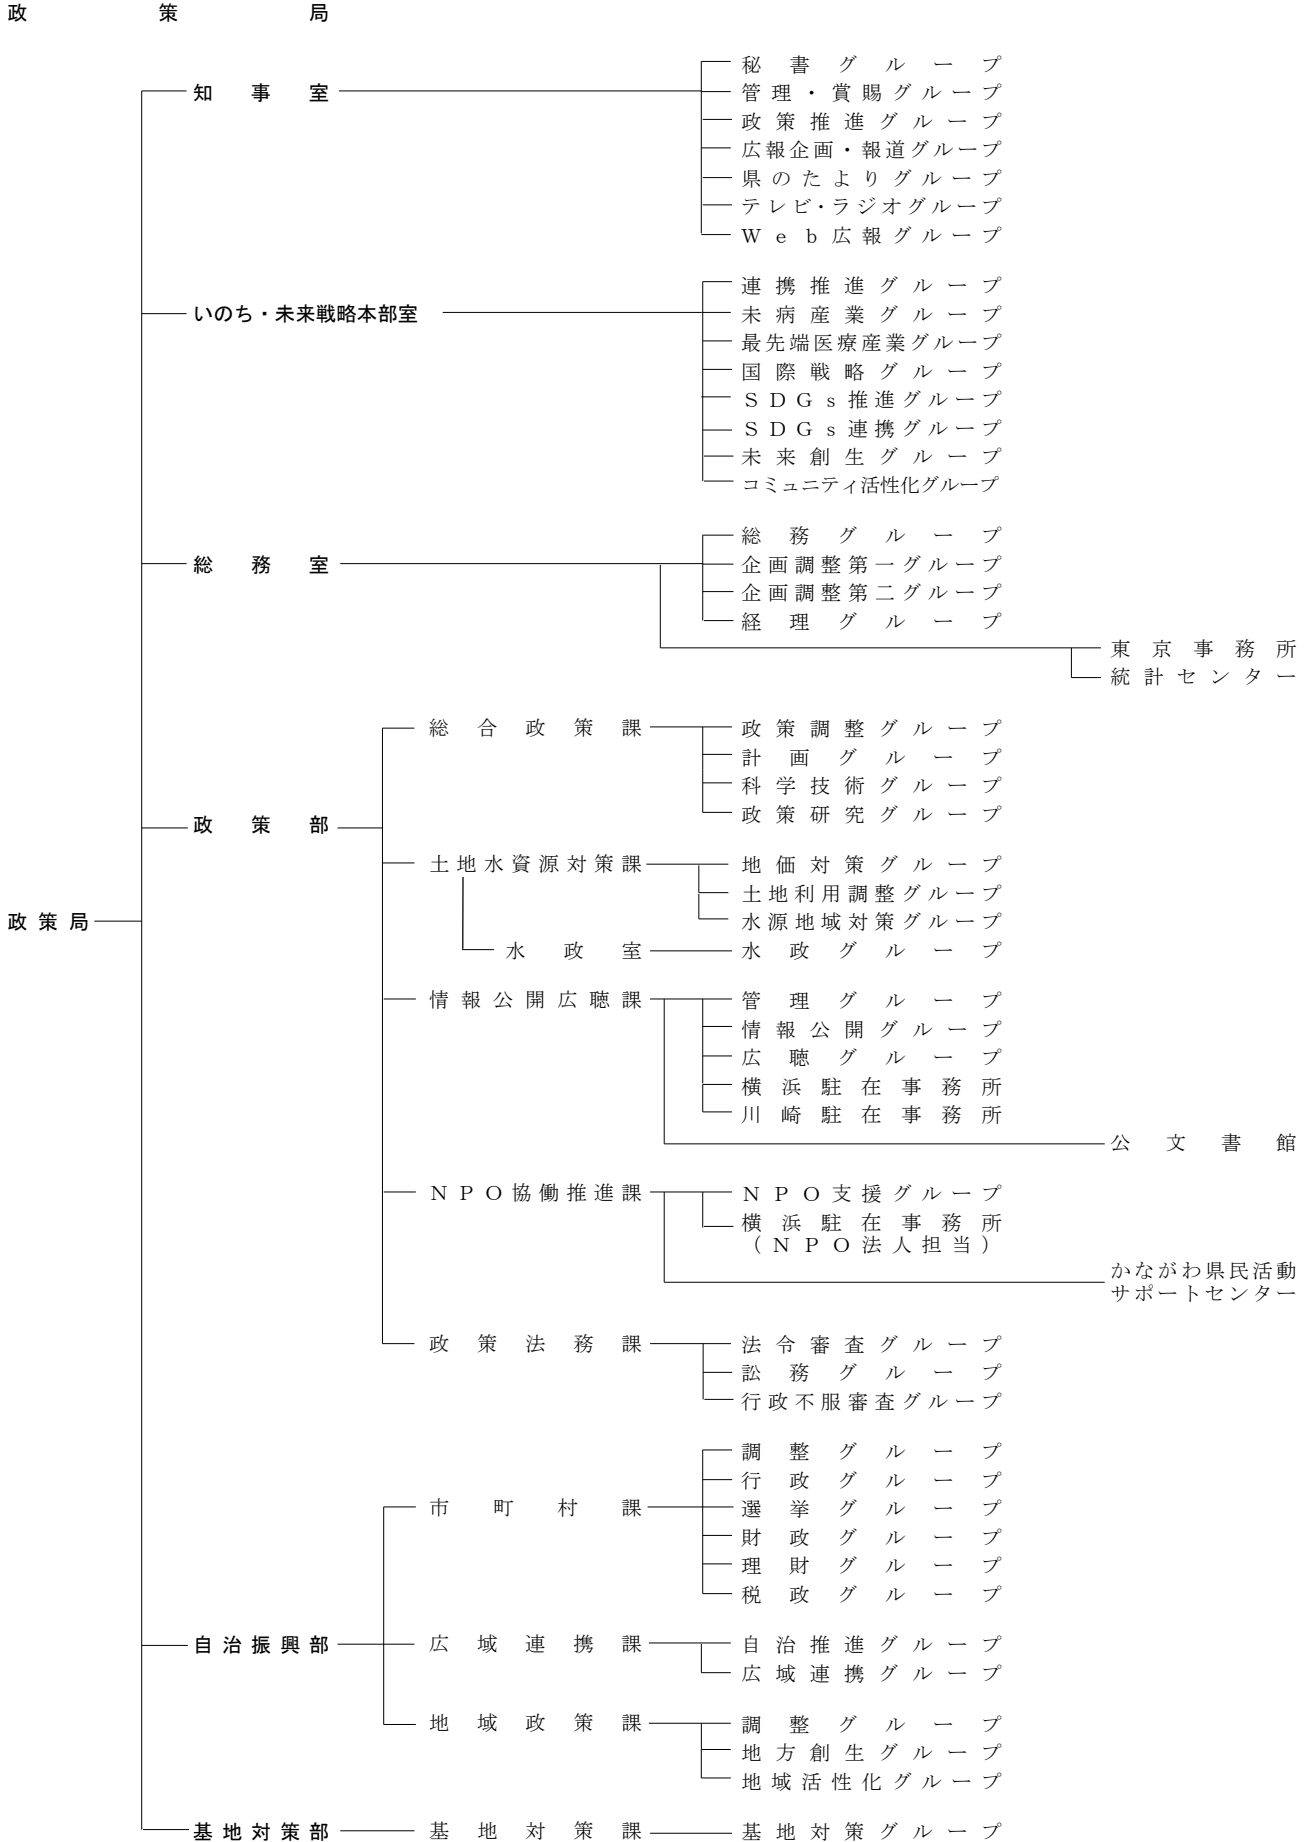 政策局
秘書グループ
知事室
管理・賞賜グループ
政策推進グループ
広報企画・報道グループ
県のたよりグループ
テレビ・ラジオグループ
Ｗｅｂ広報グループ
連携推進グループ
いのち・未来戦略本部室
未病産業グループ
最先端医療産業グループ
国際戦略グループ
ＳＤＧｓ推進グループ
ＳＤＧｓ連携グループ
未来創生グループ
コミュニティ活性化グループ
総務グループ
総務室
企画調整第一グループ
企画調整第二グループ
経理グループ
東京事務所
統計センター
総合政策課
政策調整グループ
計画グループ
科学技術グループ
政策研究グループ
政策部
土地水資源対策課
地価対策グループ
土地利用調整グループ
政策局
水源地域対策グループ
水政室
水政グループ
情報公開広聴課
管理グループ
情報公開グループ
広聴グループ
横浜駐在事務所
川崎駐在事務所
公文書館
ＮＰＯ協働推進課
ＮＰＯ支援グループ
横浜駐在事務所
（ＮＰＯ法人担当）
かながわ県民活動
サポートセンター
政策法務課
法令審査グループ
訟務グループ
行政不服審査グループ
調整グループ
行政グループ
市町村課
選挙グループ
財政グループ
理財グループ
税政グループ
自治振興部
広域連携課
自治推進グループ
広域連携グループ
地域政策課
調整グループ
地方創生グループ
地域活性化グループ
基地対策部
基地対策課
基地対策グループ